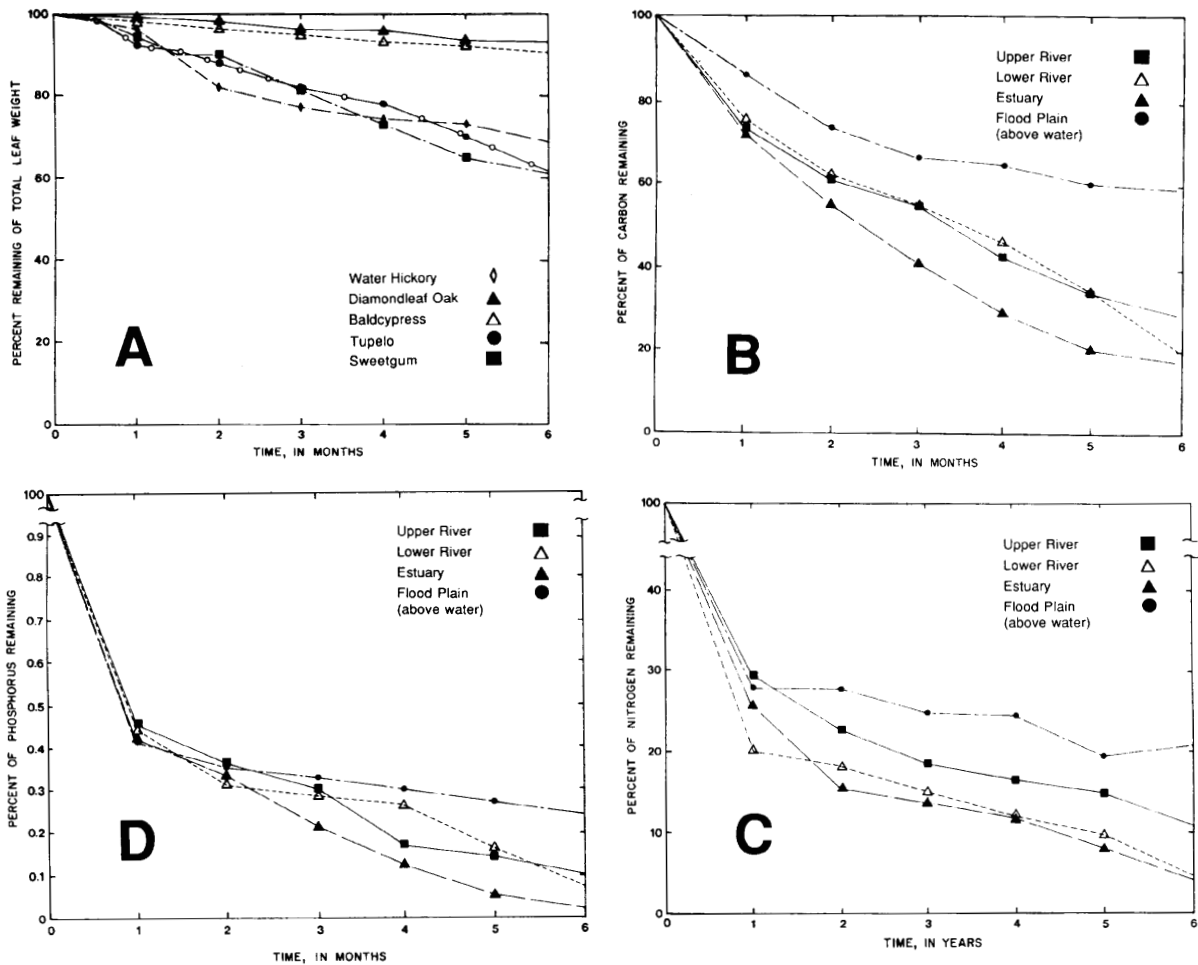 PERCENT REMAINING OF TOTAL LEAF WEIGHT
100
80
60
40
20
0
Water Hickory
Diamondleaf Oak
Baldcypress
Tupelo
Sweetgum
A
0 1 2 3 4 5 6
TIME, IN MONTHS
PERCENT OF CARBON REMAINING
100
80
60
40
20
0
Upper River
Lower River
Estuary
Flood Plain
(above water)
B
0 1 2 3 4 5 6
TIME, IN MONTHS
PERCENT OF PHOSPHORUS REMAINING
100
0.9
0.8
0.7
0.6
0.5
0.4
0.3
0.2
0.1
0
Upper River
Lower River
Estuary
Flood Plain
(above water)
D
0 1 2 3 4 5 6
TIME, IN MONTHS
PERCENT OF NITROGEN REMAINING
100
40
30
20
10
0
Upper River
Lower River
Estuary
Flood Plain
(above water)
C
0 1 2 3 4 5 6
TIME, IN YEARS